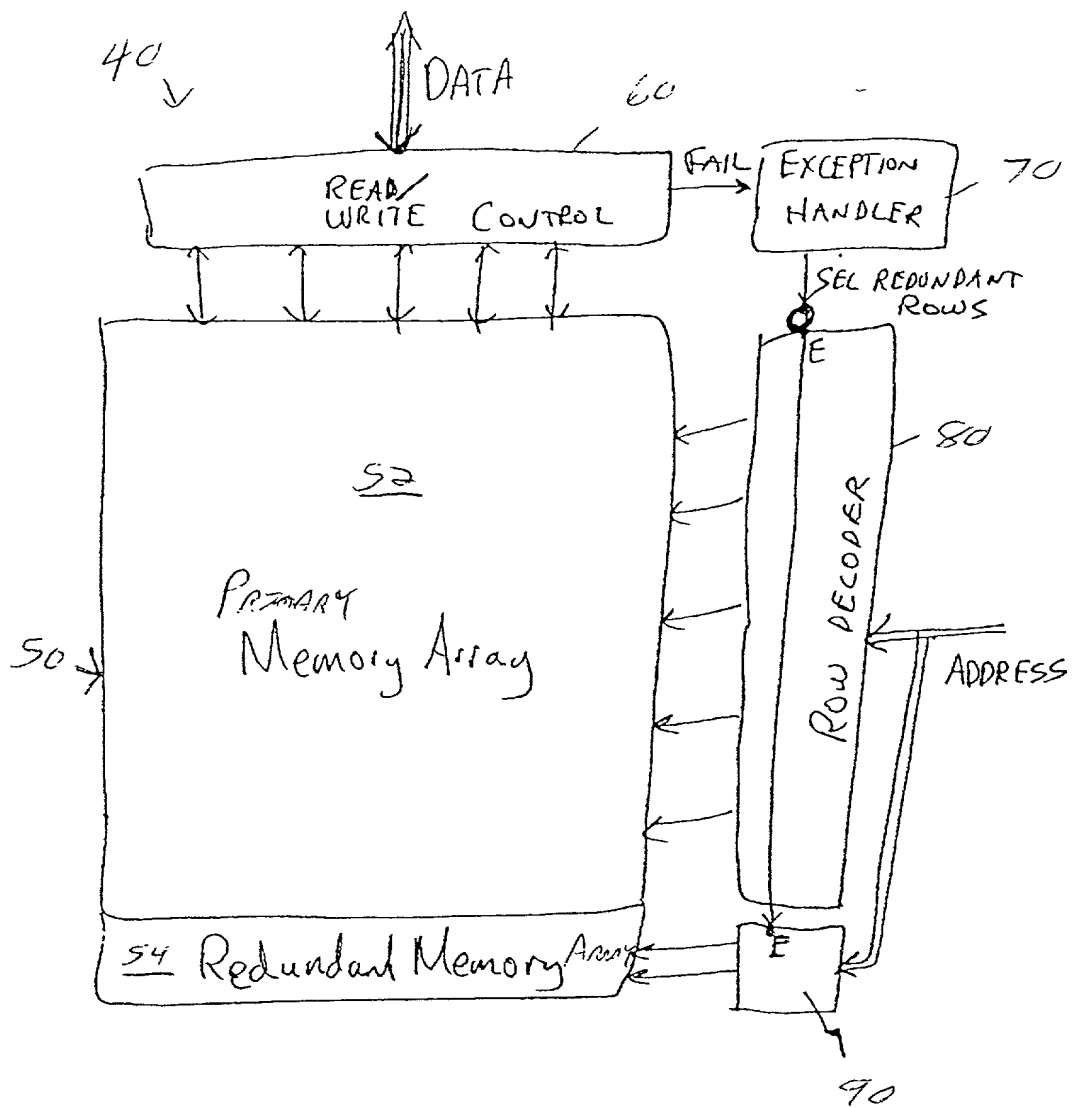 40
DATA
60
READ/
WRITE CONTROL
FAIL
EXCEPTION
HANDLER
70
SEL REDUNDANT
ROWS
E
80
52
ROW DECODER
PRIMARY
Memory Array
50
ADDRESS
54 Redundant Memory ARRAY
E
90